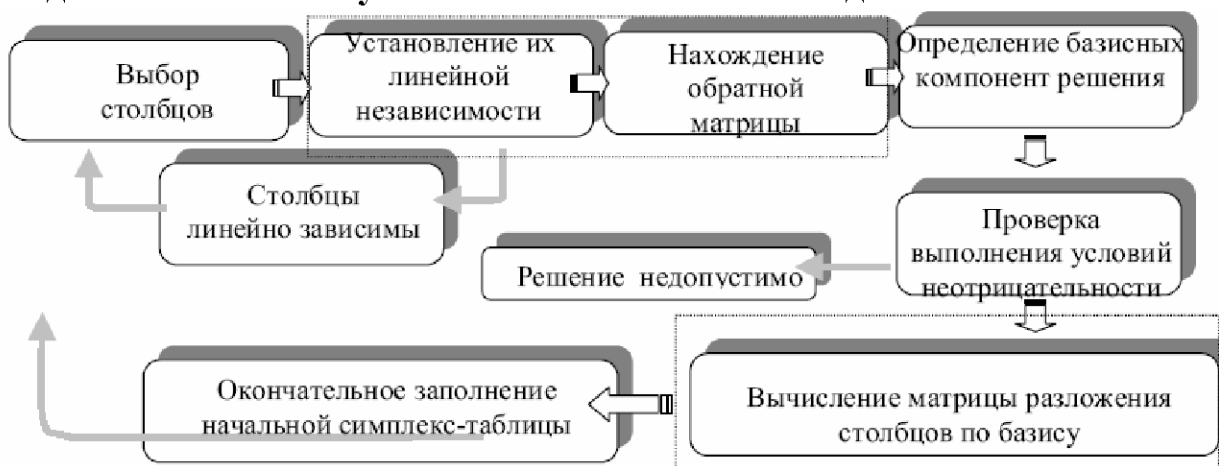 Выбор
столбцов
Установление их
линейной
независимости
Нахождение
обратной
матрицы
Определение базисных
компонент решения
Столбцы
линейно зависимы
Проверка
выполнения условий
неотрицательности
Решение недопустимо
Вычисление матрицы разложения
столбцов по базису
Окончательное заполнение
начальной симплекс-таблицы